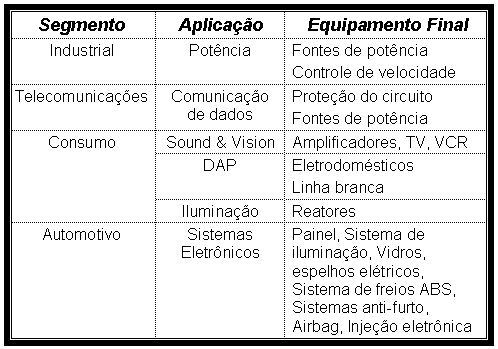 Segmento Aplicação Equipamento Final
Industrial Potência Fontes de potência
Controle de velocidade
Telecomunicações Comunicação de dados Proteção do circuito
Fontes de potência
Consumo Sound & Vision Amplificadores, TV, VCR
DAP Eletrodomésticos
Linha branca
Iluminação Reatores
Automotivo Sistemas Eletrônicos Painel, Sistema de
iluminação, Vidros,
espelhos elétricos,
Sistema de freios ABS,
Sistemas anti-furto,
Airbag, Injeção eletrônica